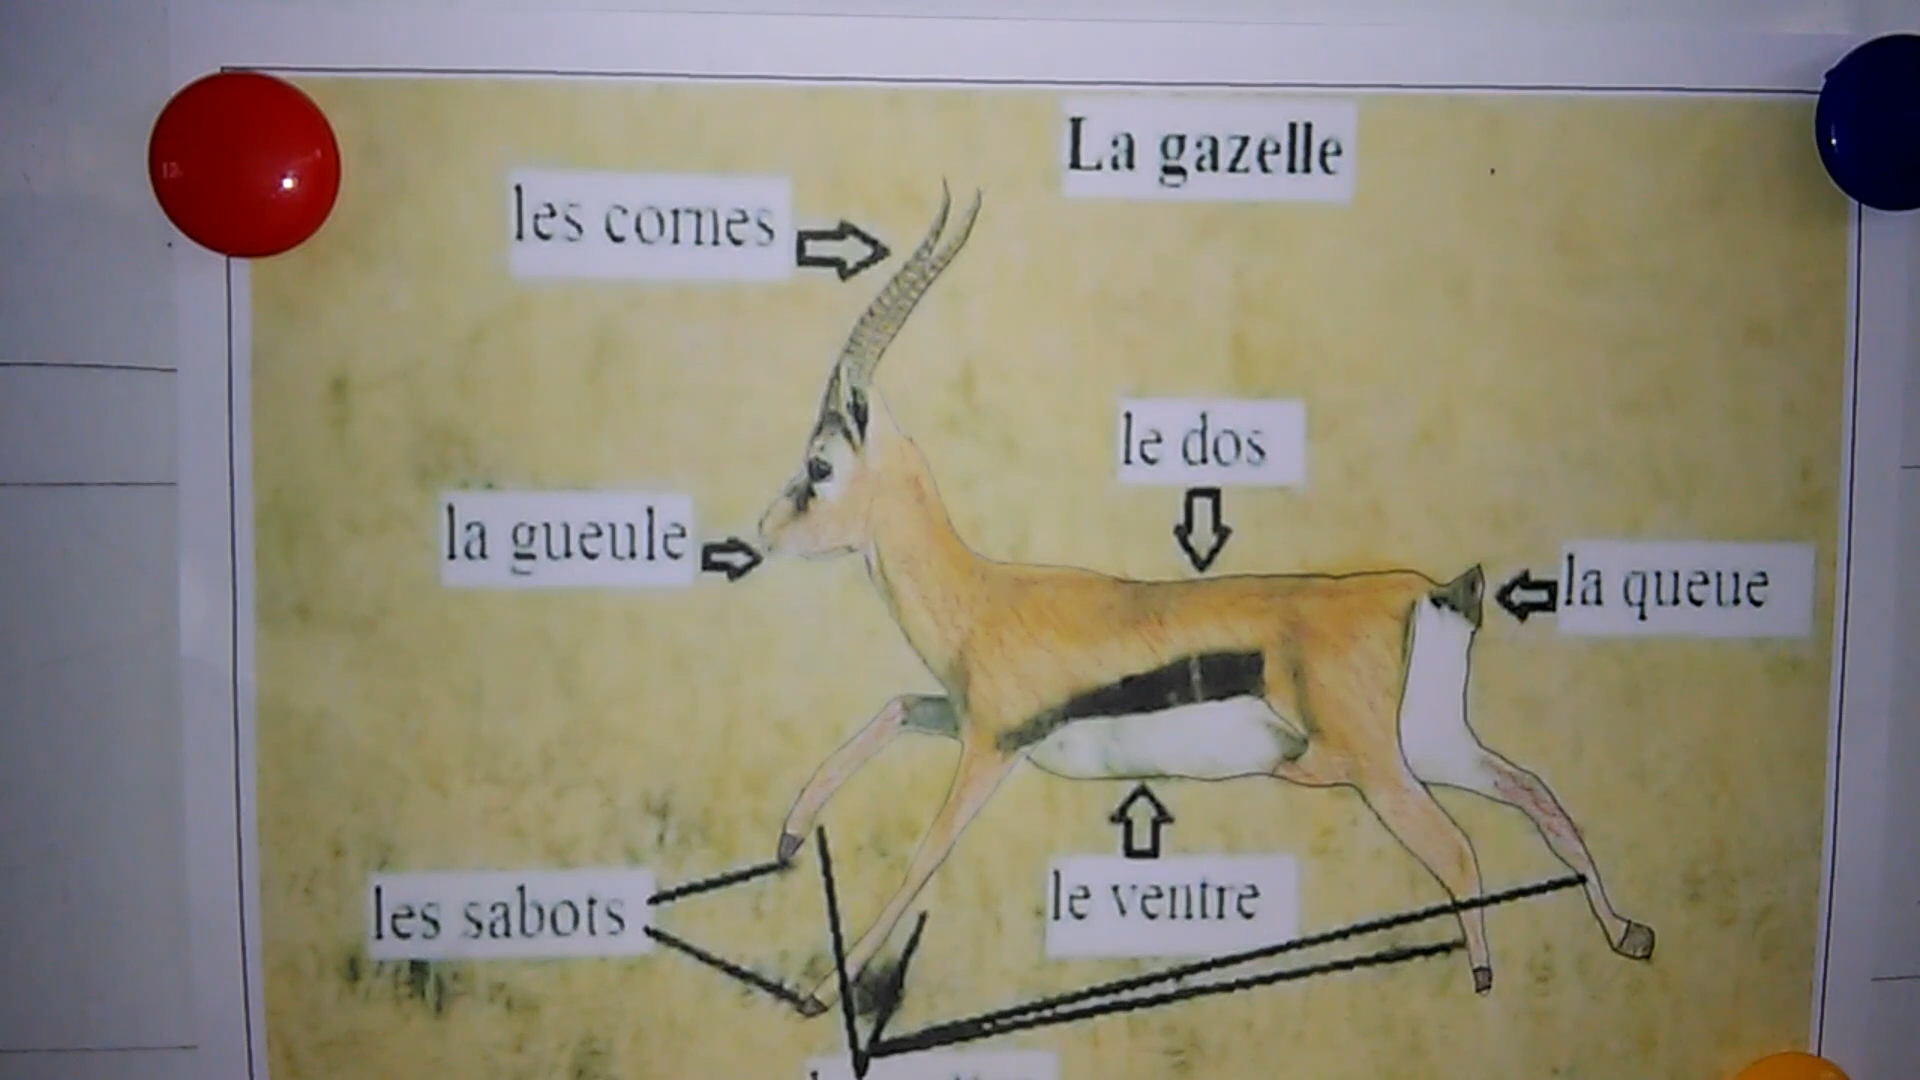 La gazelle
les cornes
le dos
la gueule
la queue
les sabots
le ventre